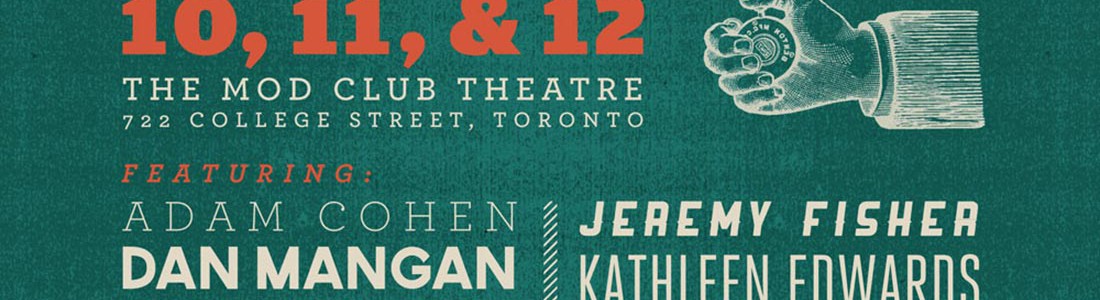 10, 11, & 12
THE MOD CLUB THEATRE
722 COLLEGE STREET, TORONTO
FEATURING:
ADAM COHEN
DAN MANGAN
JEREMY FISHER
KATHLEEN EDWARDS